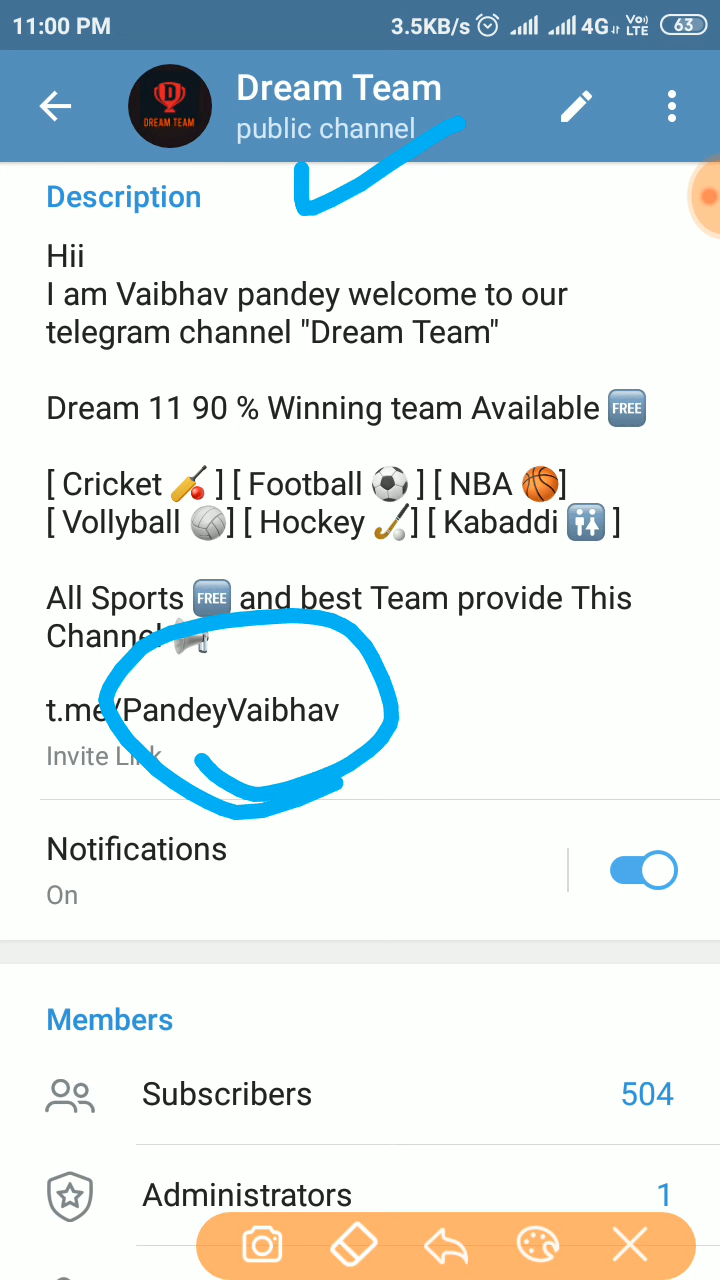 11:00 PM 3.5KB/s 4G Vo)) LTE 63
Dream Team
public channel
D
DREAM TEAM
Description
Hii
I am Vaibhav pandey welcome to our
telegram channel "Dream Team"
Dream 11 90 % Winning team Available 🆓
[ Cricket 🏏 ] [ Football ⚽ ] [ NBA 🏀]
[ Vollyball 🏐] [ Hockey 🏑] [ Kabaddi 🚻 ]
All Sports 🆓 and best Team provide This
Channel 📢
t.me/PandeyVaibhav
Invite Link
Notifications
On
Members
Subscribers 504
Administrators 1